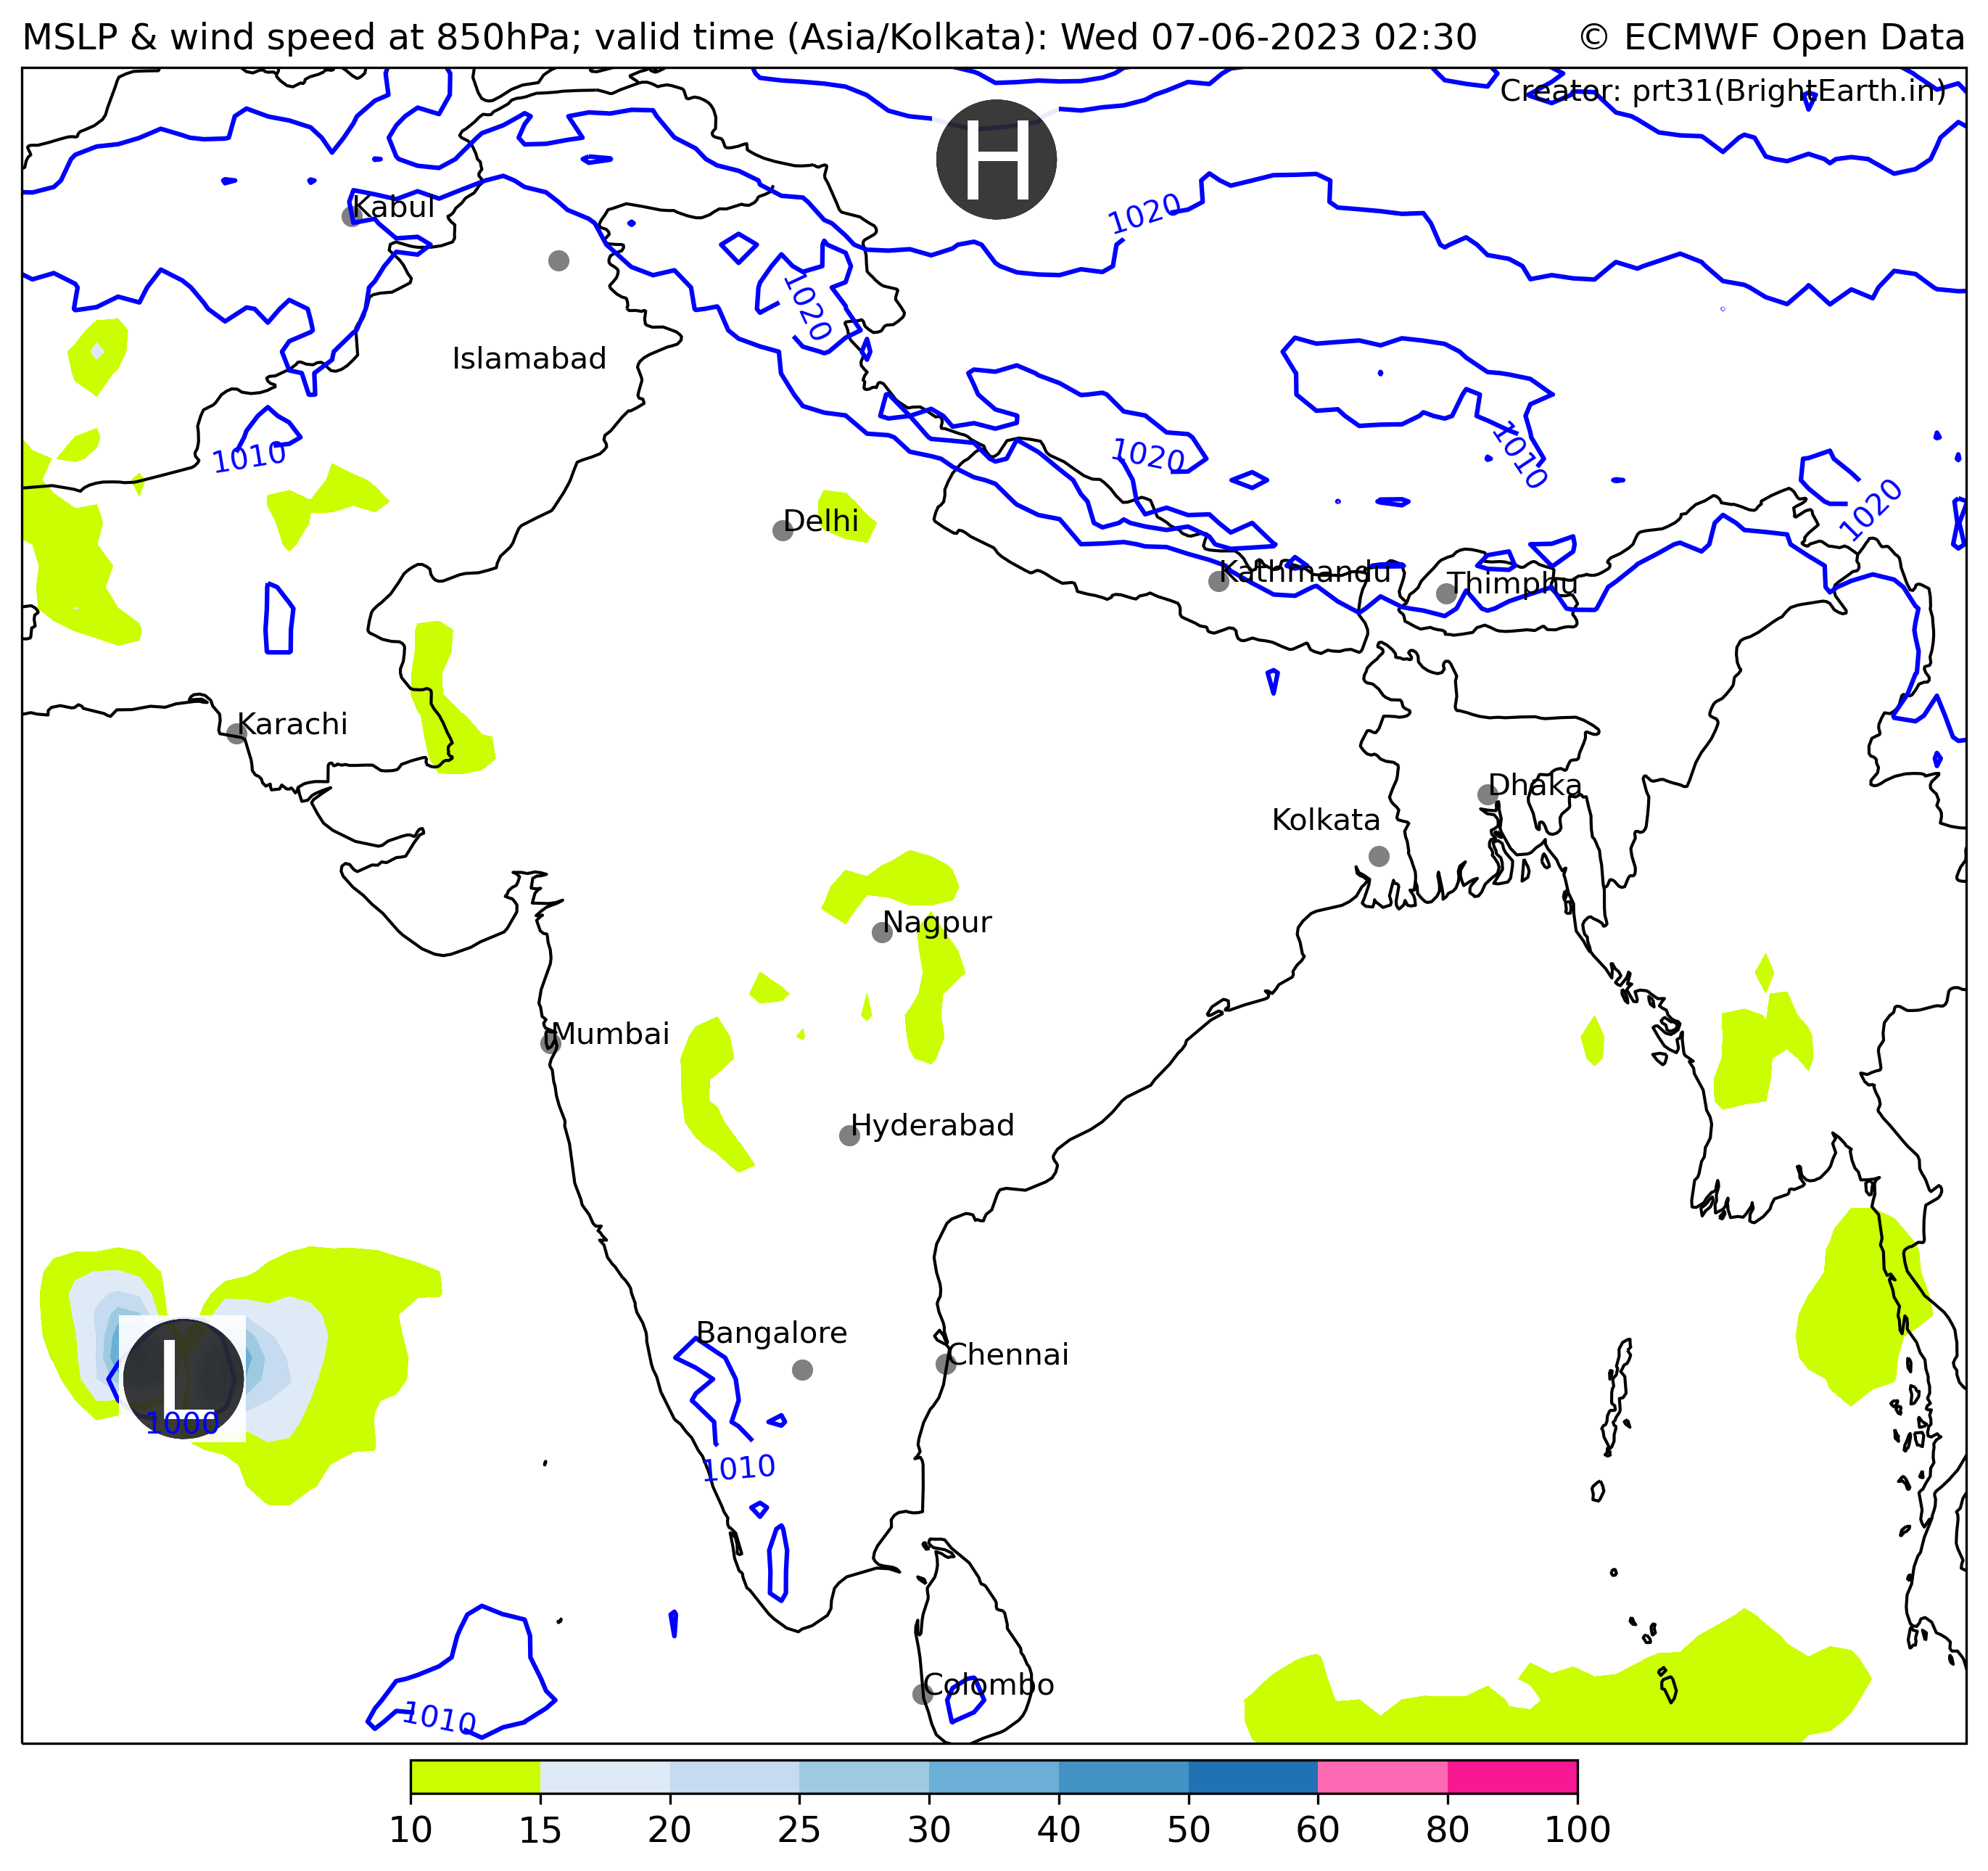 MSLP & wind speed at 850hPa; valid time (Asia/Kolkata): Wed 07-06-2023 02:30
© ECMWF Open Data
Creator: prt31(BrightEarth.in)
H
1020
Kabul
1020
Islamabad
1010
1020
1010
1020
Delhi
Kathmandu
Thimphu
Karachi
Dhaka
Kolkata
Nagpur
Mumbai
Hyderabad
Bangalore
Chennai
L
1000
1010
Colombo
1010
10 15 20 25 30 40 50 60 80 100